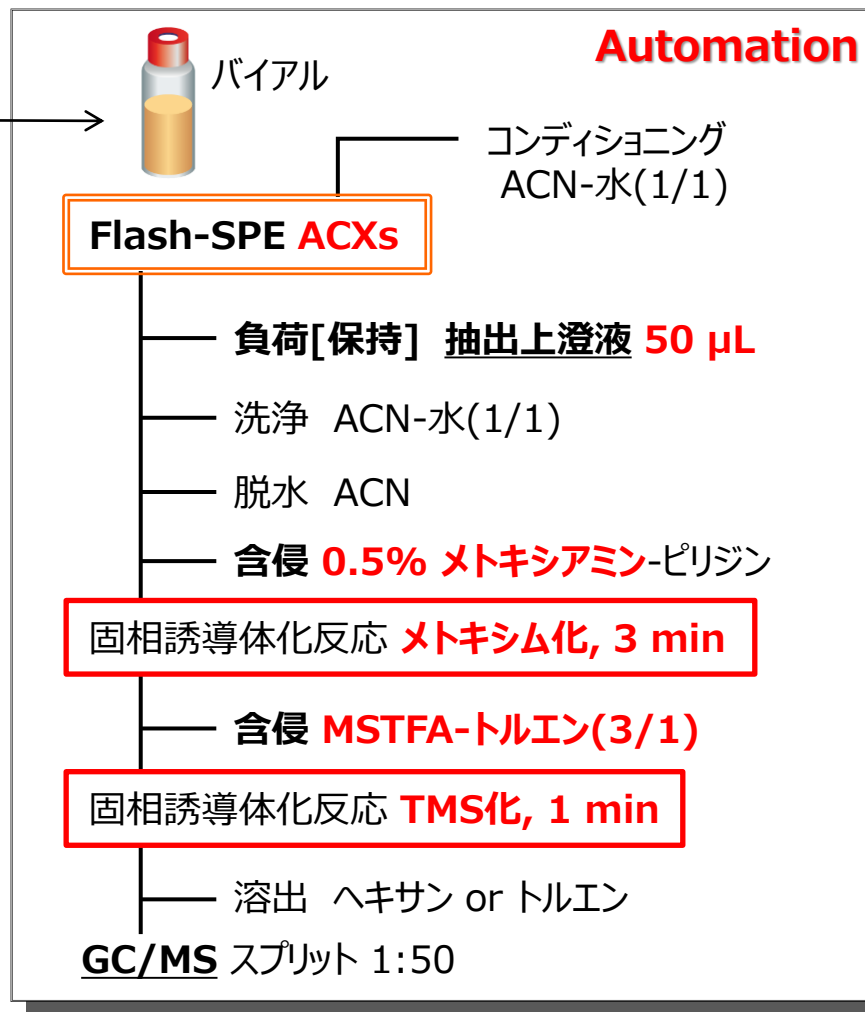 Automation
バイアル
コンディショニング
ACN-水(1/1)
Flash-SPE ACXs
負荷[保持] 抽出上澄液 50 μL
洗浄 ACN-水(1/1)
脱水 ACN
含侵 0.5% メトキシアミン-ピリジン
固相誘導体化反応 メトキシム化, 3 min
含侵 MSTFA-トルエン(3/1)
固相誘導体化反応 TMS化, 1 min
溶出 ヘキサン or トルエン
GC/MS スプリット 1:50